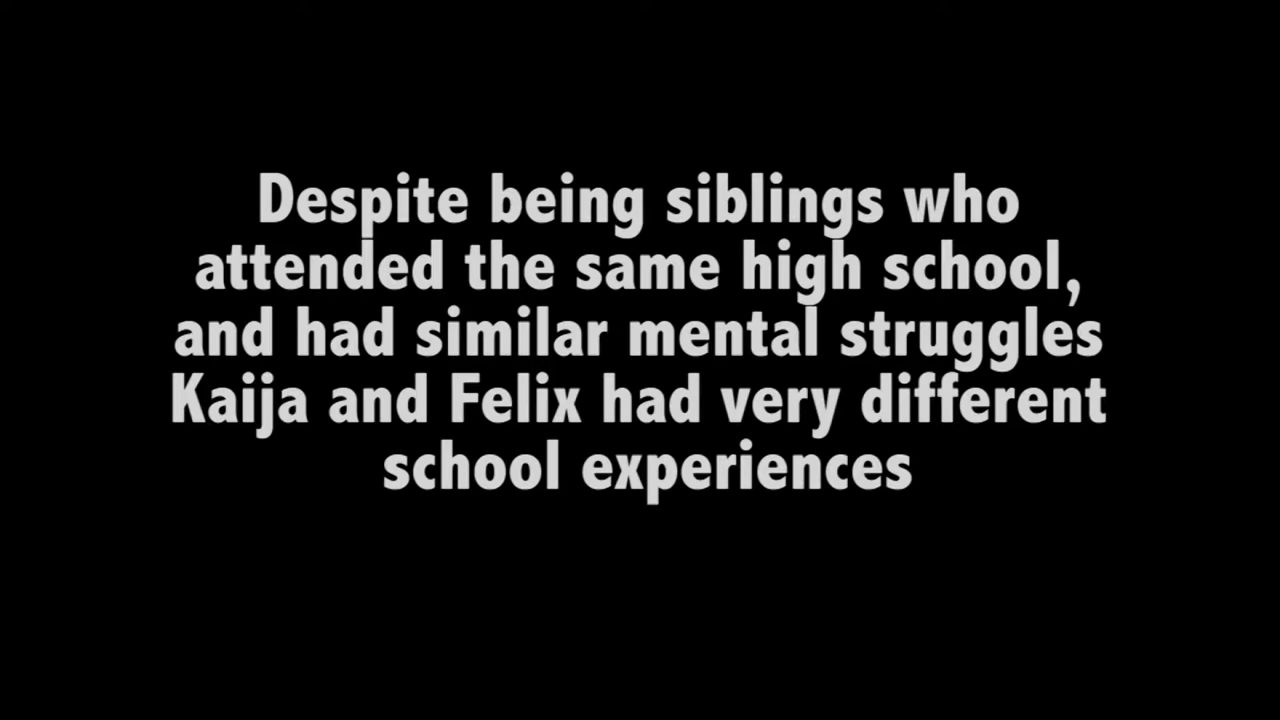 Despite being siblings who
attended the same high school,
and had similar mental struggles
Kaija and Felix had very different
school experiences